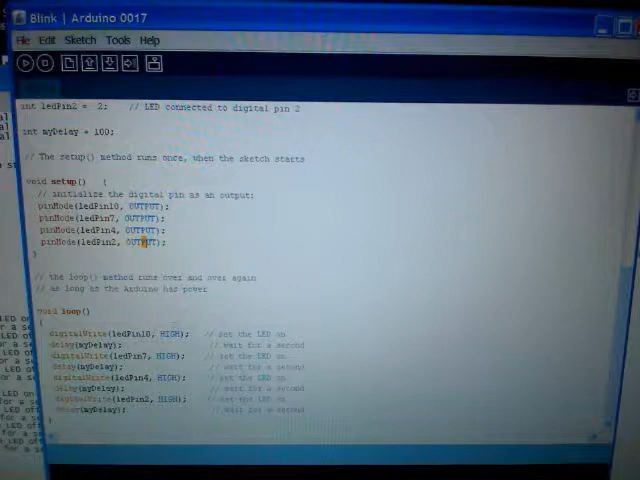 Blink | Arduino 0017
File Edit Sketch Tools Help
int ledPin2 = 2; // LED connected to digital pin 2
int myDelay = 100;
// The setup() method runs once, when the sketch starts
void setup() {
// initialize the digital pin as an output:
pinMode(ledPin10, OUTPUT);
pinMode(ledPin7, OUTPUT);
pinMode(ledPin4, OUTPUT);
pinMode(ledPin2, OUTPUT);
}
// the loop() method runs over and over again
// as long as the Arduino has power
void loop()
{
digitalWrite(ledPin10, HIGH); // set the LED on
delay(myDelay); // wait for a second
digitalWrite(ledPin7, HIGH); // set the LED on
delay(myDelay); // wait for a second
digitalWrite(ledPin4, HIGH); // set the LED on
delay(myDelay); // wait for a second
digitalWrite(ledPin2, HIGH); // set the LED on
delay(myDelay); // wait for a second
}